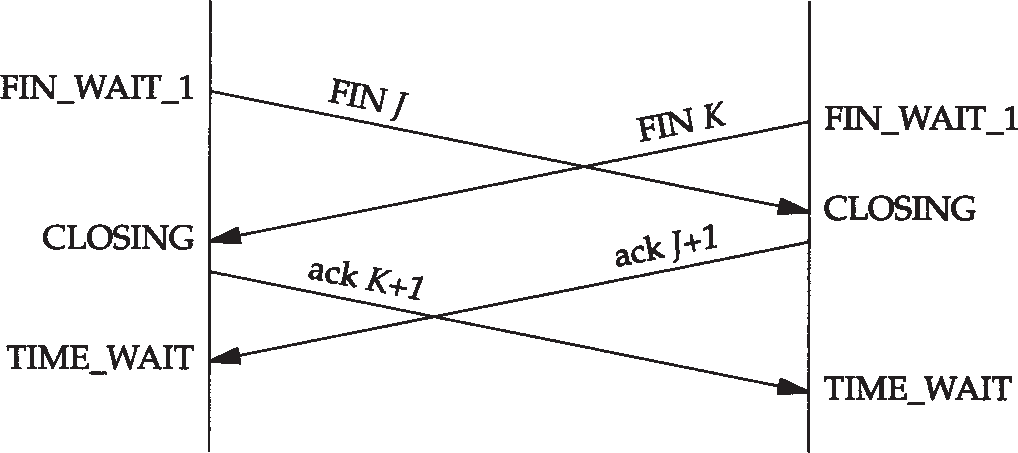 FIN_WAIT_1
FIN J
FIN K
FIN_WAIT_1
CLOSING
CLOSING
ack K+1
ack J+1
TIME_WAIT
TIME_WAIT